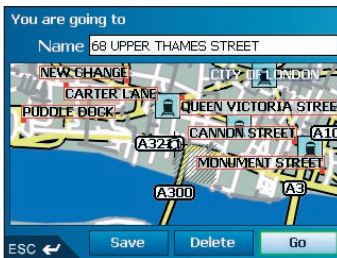 You are going to
Name 68 UPPER THAMES STREET
NEW CHANGE
CITY OF LONDON
CARTER LANE
PUDDLE DOCK
QUEEN VICTORIA STREE
CANNON STREET
A10
A321
MONUMENT STREET
A300
A3
ESC
Save
Delete
Go